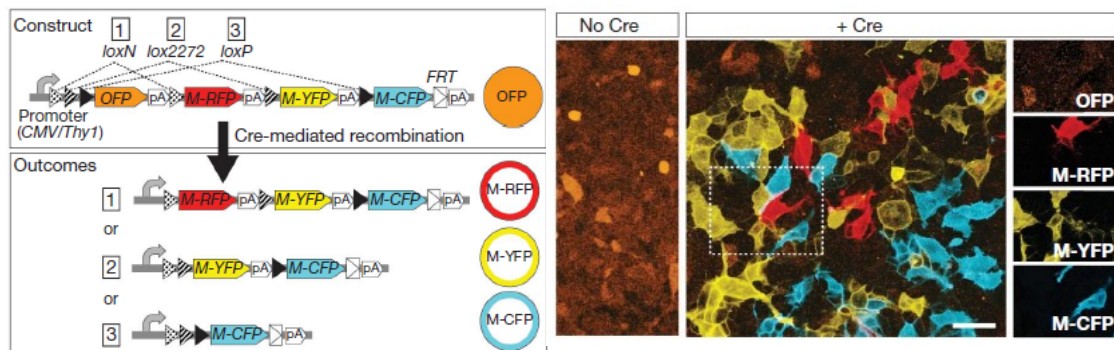 Construct
1 2 3
loxN lox2272 loxP
FRT
OFP pA M-RFP pA M-YFP pA M-CFP pA
OFP
Promoter
(CMV/Thy1)
Cre-mediated recombination
Outcomes
1 M-RFP pA M-YFP pA M-CFP pA M-RFP
or
2 M-YFP pA M-CFP pA M-YFP
or
3 M-CFP pA M-CFP
No Cre + Cre
OFP
M-RFP
M-YFP
M-CFP